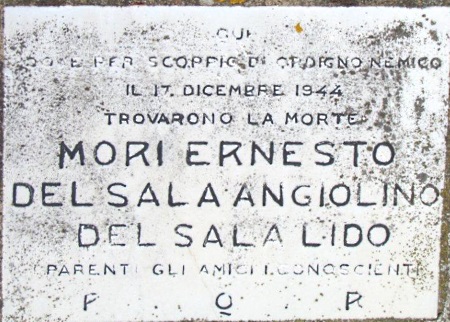 QUI
DOVE PER SCOPPIO DI ORDIGNO NEMICO
IL 17. DICEMBRE 1944
TROVARONO LA MORTE
MORI ERNESTO
DEL SALA ANGIOLINO
DEL SALA LIDO
PARENTI GLI AMICI I CONOSCENTI
P Q R